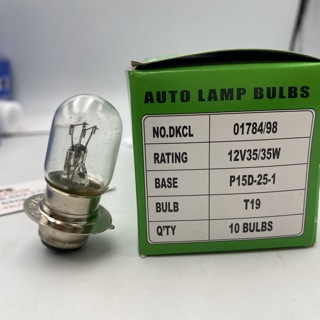 AUTO LAMP BULBS
NO.DKCL 01784/98
RATING 12V35/35W
BASE P15D-25-1
BULB T19
Q'TY 10 BULBS